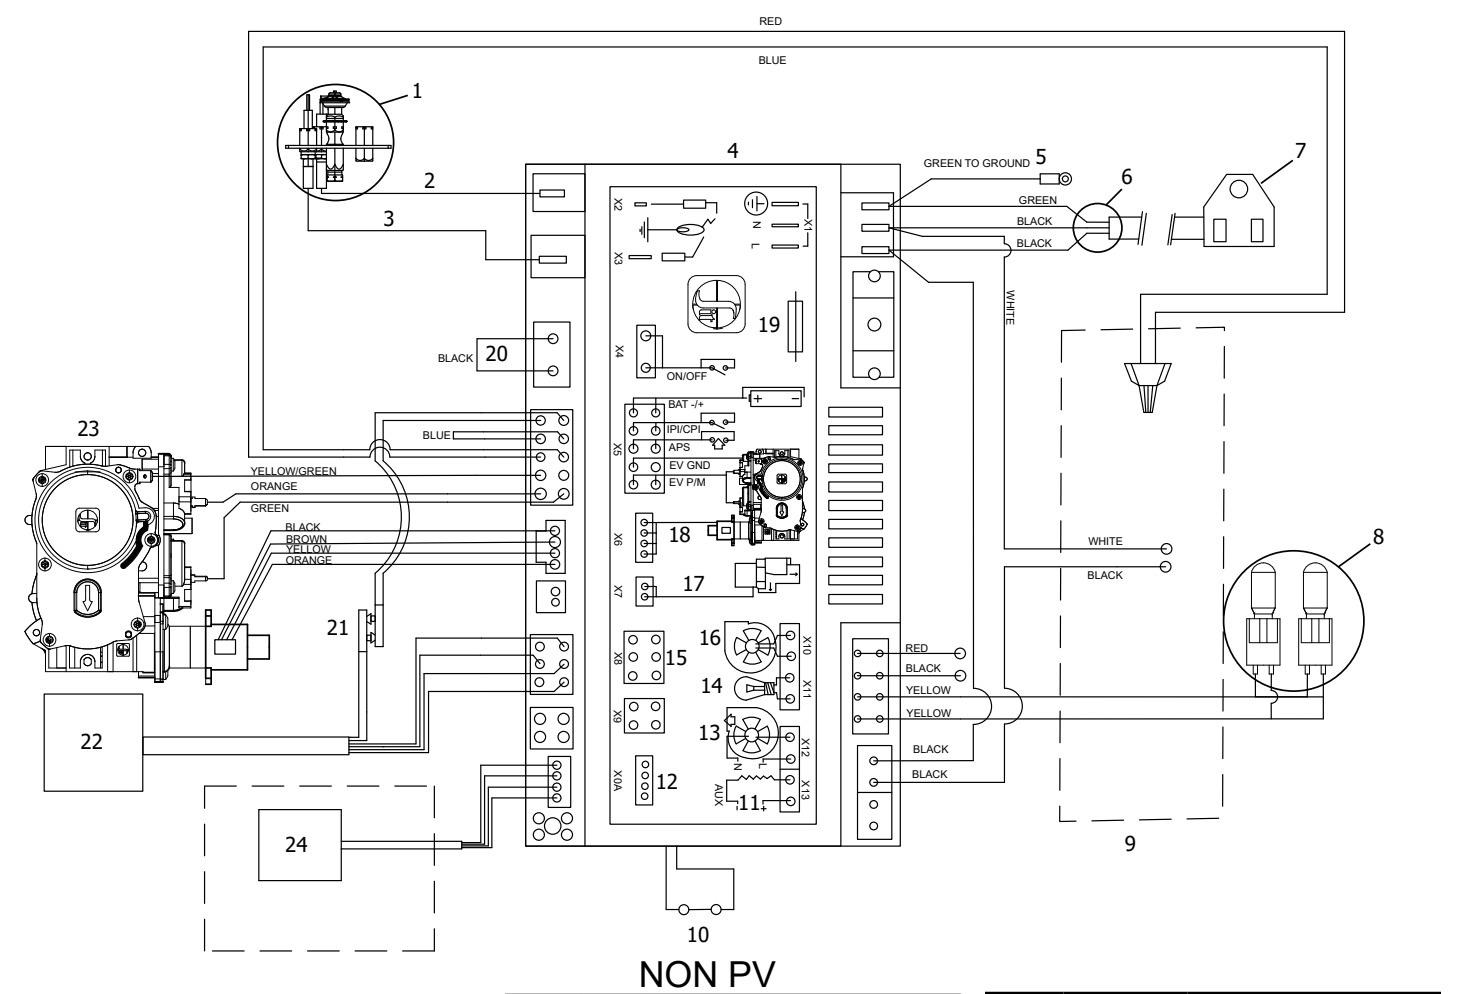 RED
BLUE
1
2
3
4
GREEN TO GROUND
5
6
7
GREEN
BLACK
BLACK
WHITE
X2
X3
N
L
X1
19
BLACK
20
X4
ON/OFF
BAT -/+
+ −
IPI/CPI
APS
EV GND
EV P/M
X5
BLUE
23
YELLOW/GREEN
ORANGE
GREEN
BLACK
BROWN
YELLOW
ORANGE
X6
18
X7
17
WHITE
BLACK
8
21
16
X10
X8
15
14
X11
RED
BLACK
YELLOW
YELLOW
X9
13
X12
N
L
22
BLACK
BLACK
X0A
12
AUX
11
+
X13
24
9
10
NON PV